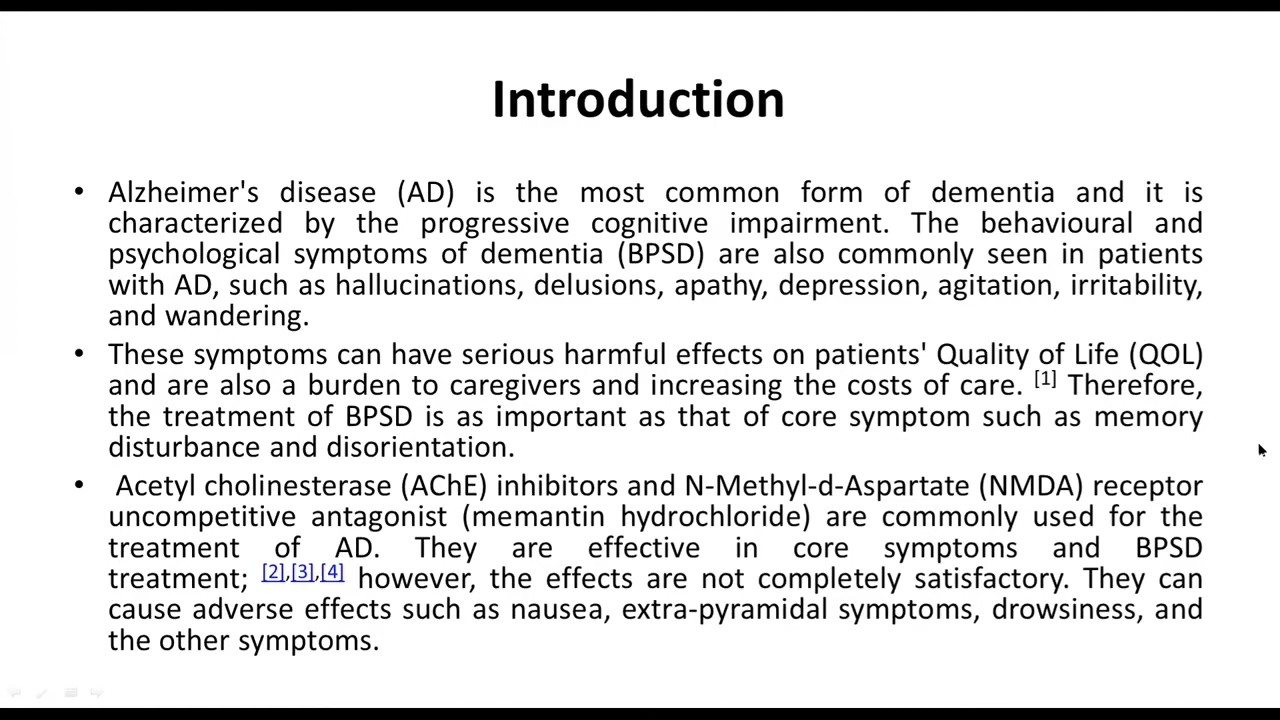 Introduction
• Alzheimer's disease (AD) is the most common form of dementia and it is
characterized by the progressive cognitive impairment. The behavioural and
psychological symptoms of dementia (BPSD) are also commonly seen in patients
with AD, such as hallucinations, delusions, apathy, depression, agitation, irritability,
and wandering.
• These symptoms can have serious harmful effects on patients' Quality of Life (QOL)
and are also a burden to caregivers and increasing the costs of care. [1] Therefore,
the treatment of BPSD is as important as that of core symptom such as memory
disturbance and disorientation.
• Acetyl cholinesterase (AChE) inhibitors and N-Methyl-d-Aspartate (NMDA) receptor
uncompetitive antagonist (memantin hydrochloride) are commonly used for the
treatment of AD. They are effective in core symptoms and BPSD
treatment; [2],[3],[4] however, the effects are not completely satisfactory. They can
cause adverse effects such as nausea, extra-pyramidal symptoms, drowsiness, and
the other symptoms.